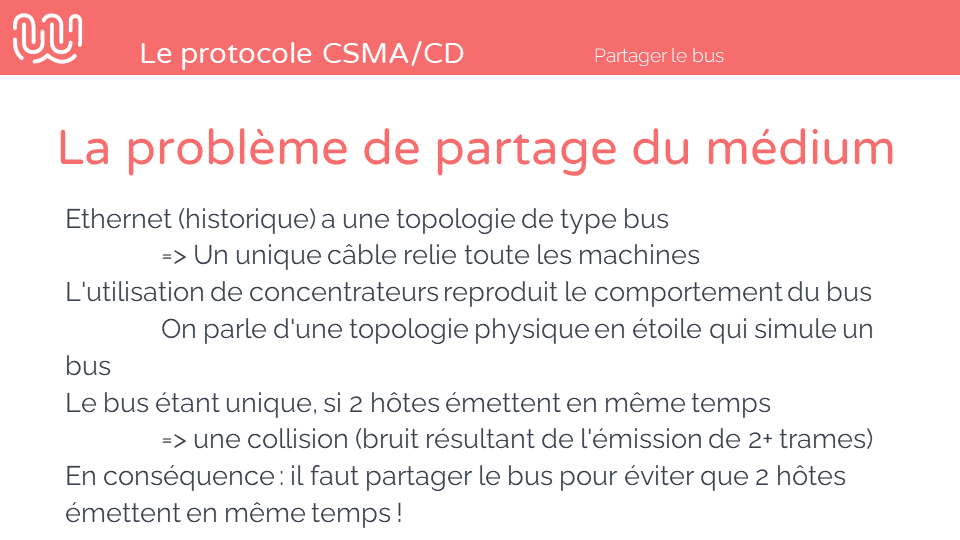 Le protocole CSMA/CD
Partager le bus
La problème de partage du médium
Ethernet (historique) a une topologie de type bus
=> Un unique câble relie toute les machines
L'utilisation de concentrateurs reproduit le comportement du bus
On parle d'une topologie physique en étoile qui simule un
bus
Le bus étant unique, si 2 hôtes émettent en même temps
=> une collision (bruit résultant de l'émission de 2+ trames)
En conséquence : il faut partager le bus pour éviter que 2 hôtes
émettent en même temps !